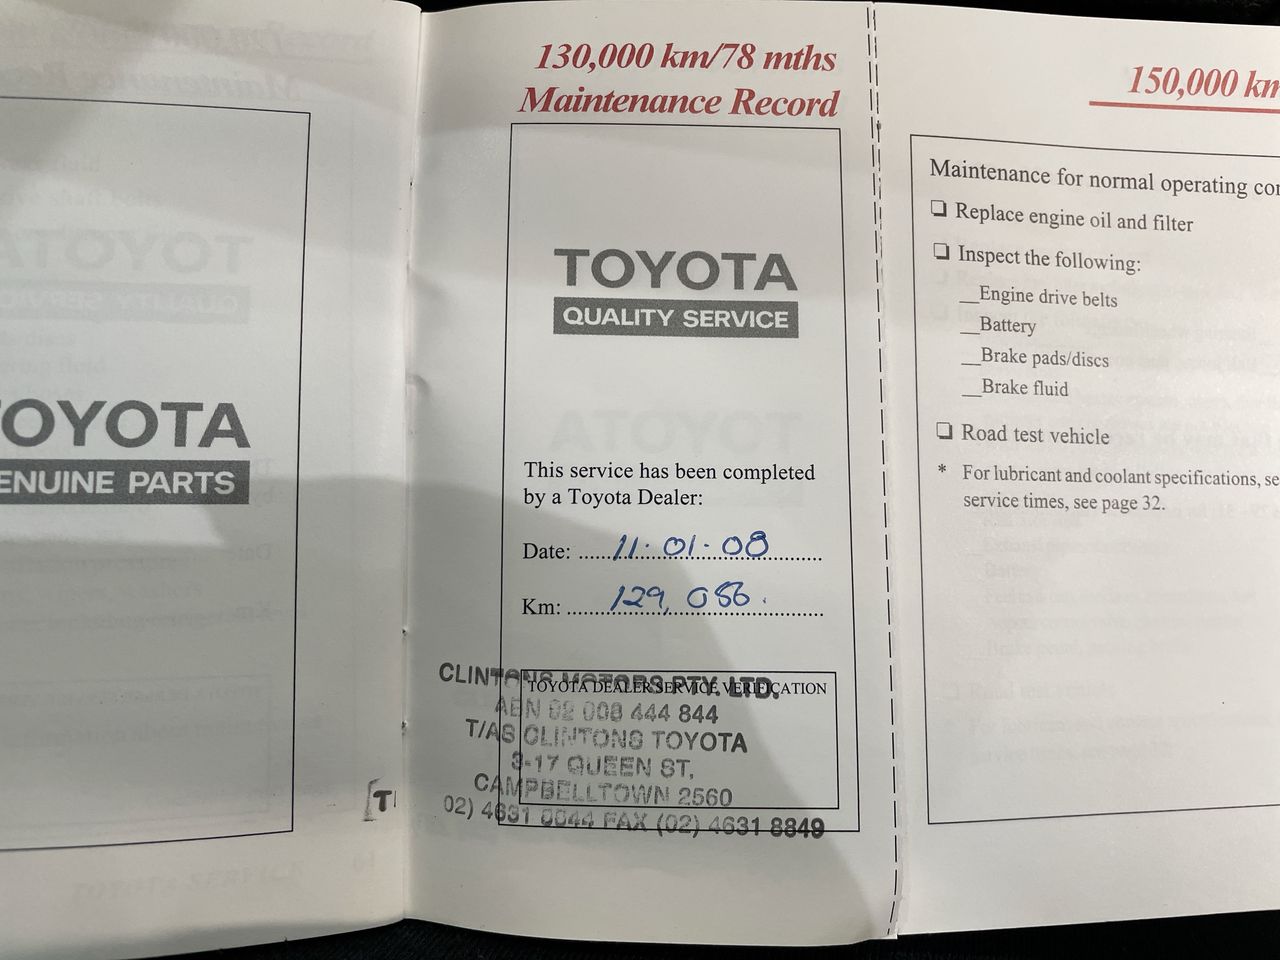 TOYOTA
GENUINE PARTS
130,000 km/78 mths
Maintenance Record
TOYOTA
QUALITY SERVICE
This service has been completed
by a Toyota Dealer:
Date: 11·01·08
Km: 129,086.
TOYOTA DEALER SERVICE VERIFICATION
CLINTONS MOTORS PTY. LTD.
ABN 02 008 444 844
T/AS CLINTONS TOYOTA
3-17 QUEEN ST,
CAMPBELLTOWN 2560
02) 4631 0044 FAX (02) 4631 8849
150,000 km
Maintenance for normal operating con
Replace engine oil and filter
Inspect the following:
__Engine drive belts
__Battery
__Brake pads/discs
__Brake fluid
Road test vehicle
* For lubricant and coolant specifications, se
service times, see page 32.